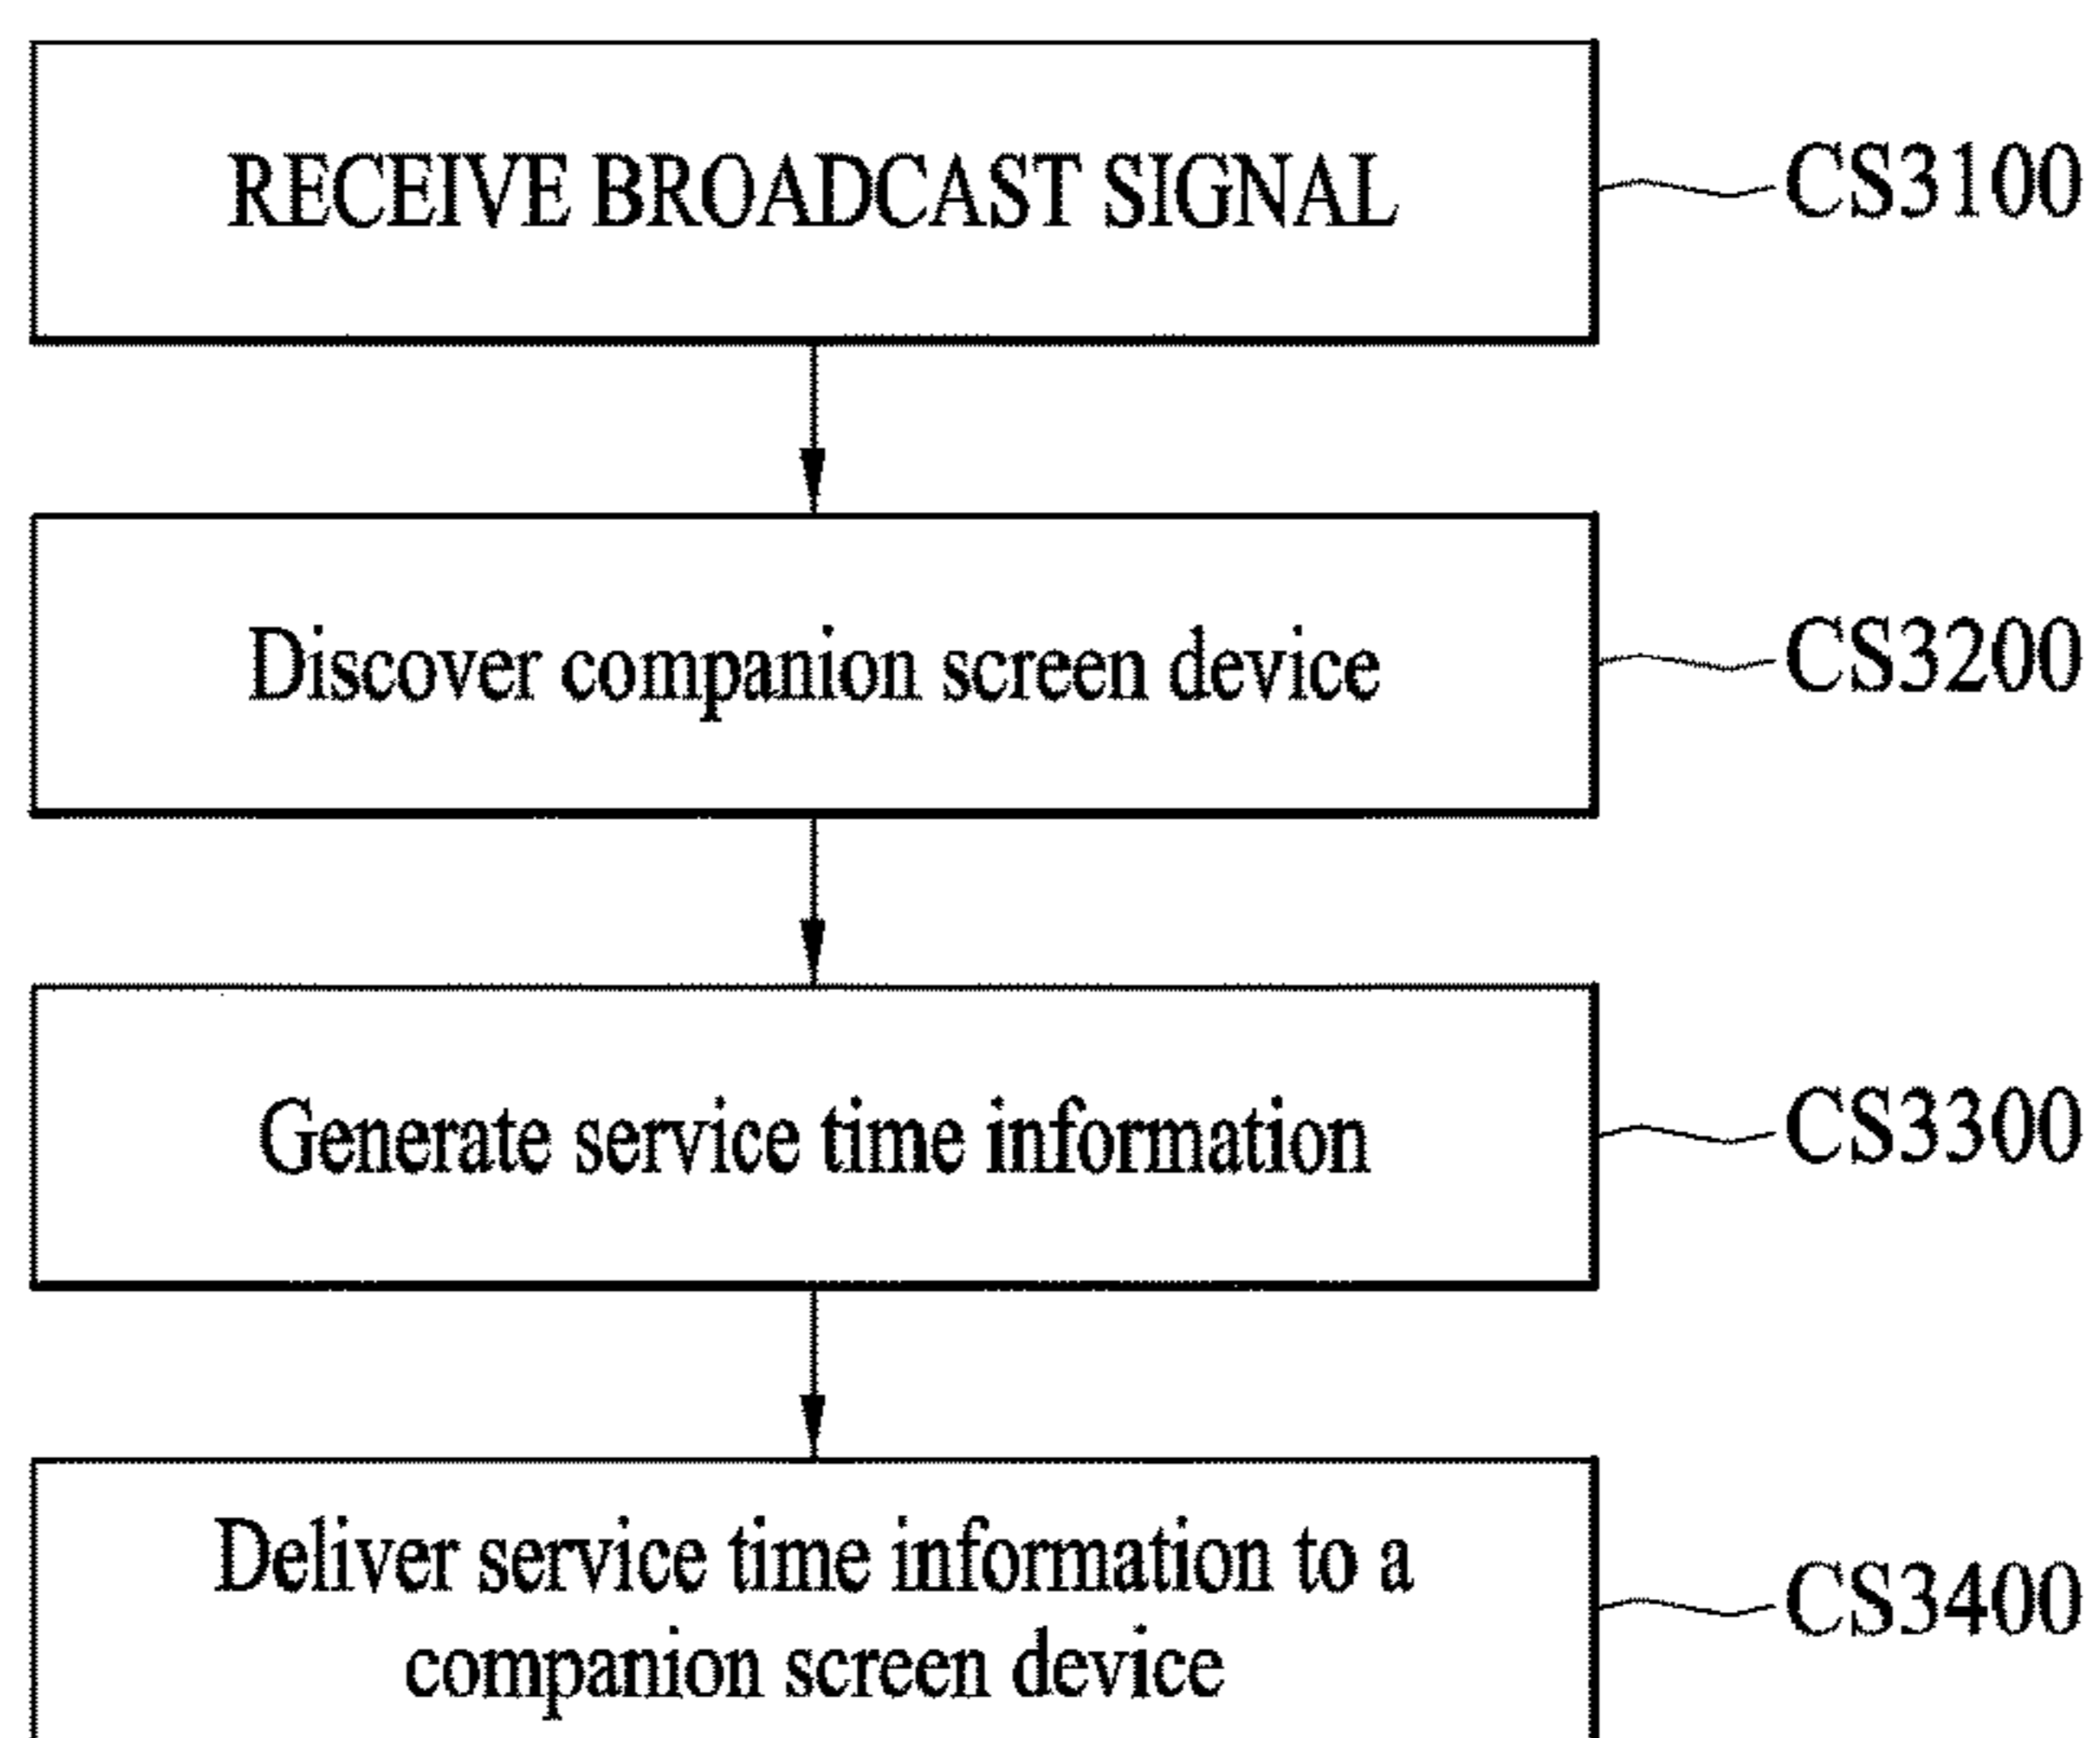 RECEIVE BROADCAST SIGNAL
CS3100
Discover companion screen device
CS3200
Generate service time information
CS3300
Deliver service time information to a
companion screen device
CS3400